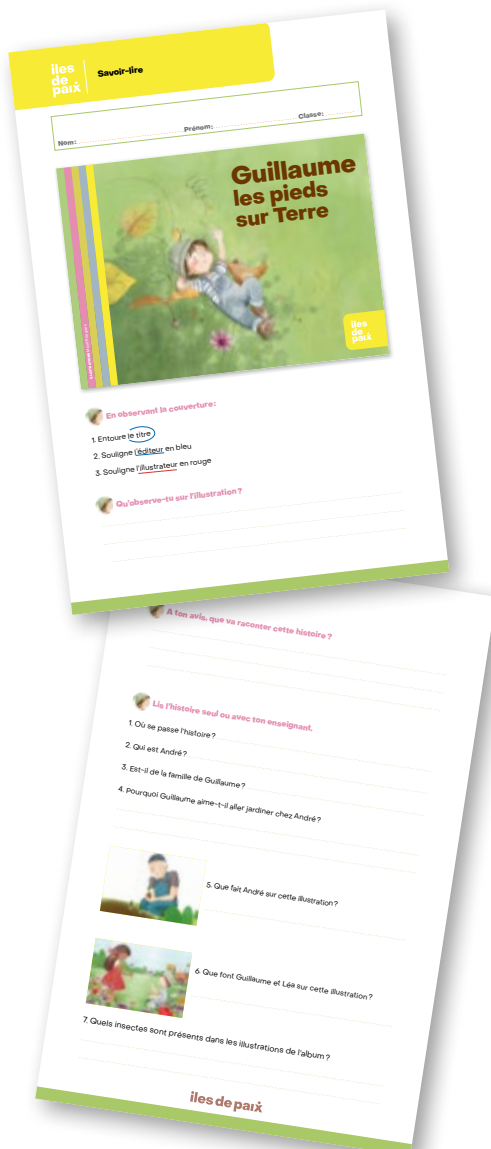 iles
de
paix
Savoir-lire
Nom:
Prénom:
Classe:
Guillaume
les pieds
sur Terre
iles
de
paix
En observant la couverture:
1. Entoure le titre
2. Souligne l'éditeur en bleu
3. Souligne l'illustrateur en rouge
Qu'observe-tu sur l'illustration?
A ton avis, que va raconter cette histoire?
Lis l'histoire seul ou avec ton enseignant.
1. Où se passe l'histoire?
2. Qui est André?
3. Est-il de la famille de Guillaume?
4. Pourquoi Guillaume aime-t-il aller jardiner chez André?
5. Que fait André sur cette illustration?
6. Que font Guillaume et Léa sur cette illustration?
7. Quels insectes sont présents dans les illustrations de l'album?
iles de paix